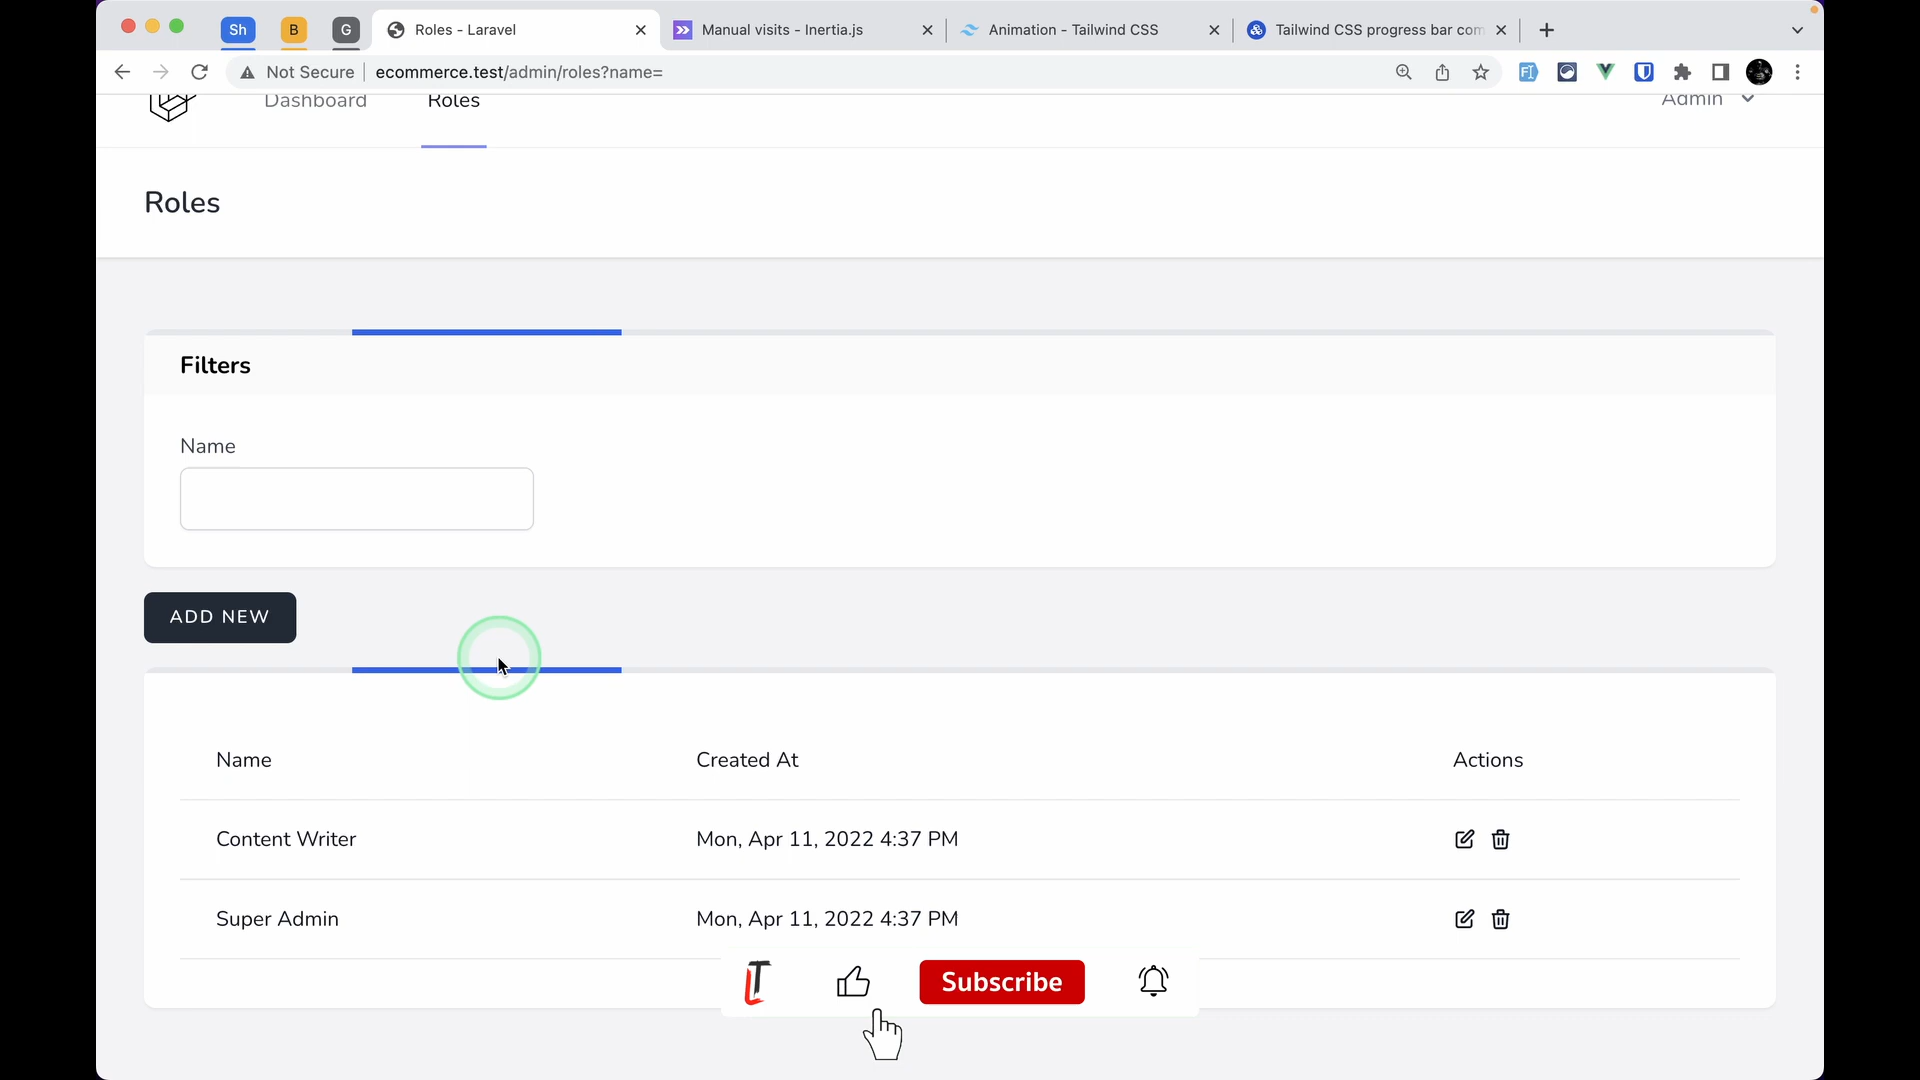 Sh
B
G
Roles - Laravel
Manual visits - Inertia.js
Animation - Tailwind CSS
Tailwind CSS progress bar com
Not Secure
ecommerce.test/admin/roles?name=
Dashboard
Roles
Admin
Roles
Filters
Name
ADD NEW
Name
Created At
Actions
Content Writer
Mon, Apr 11, 2022 4:37 PM
Super Admin
Mon, Apr 11, 2022 4:37 PM
LT
Subscribe